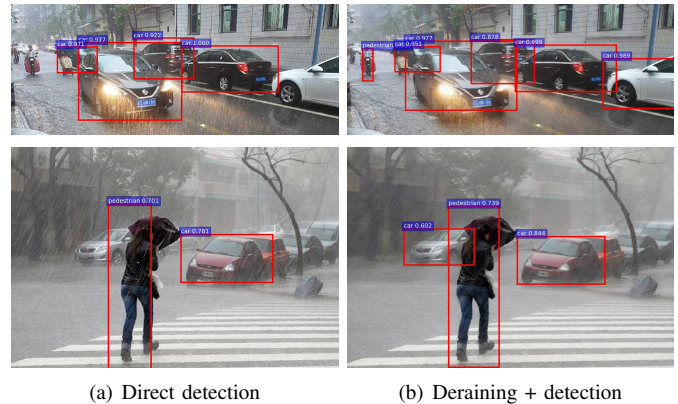 car 0.977
car 0.971
car 0.922
car 1.000
car 0.977
pedestrian
car 0.951
car 0.878
car 0.999
car 0.989
pedestrian 0.701
car 0.781
pedestrian 0.739
car 0.602
car 0.844
(a) Direct detection
(b) Deraining + detection